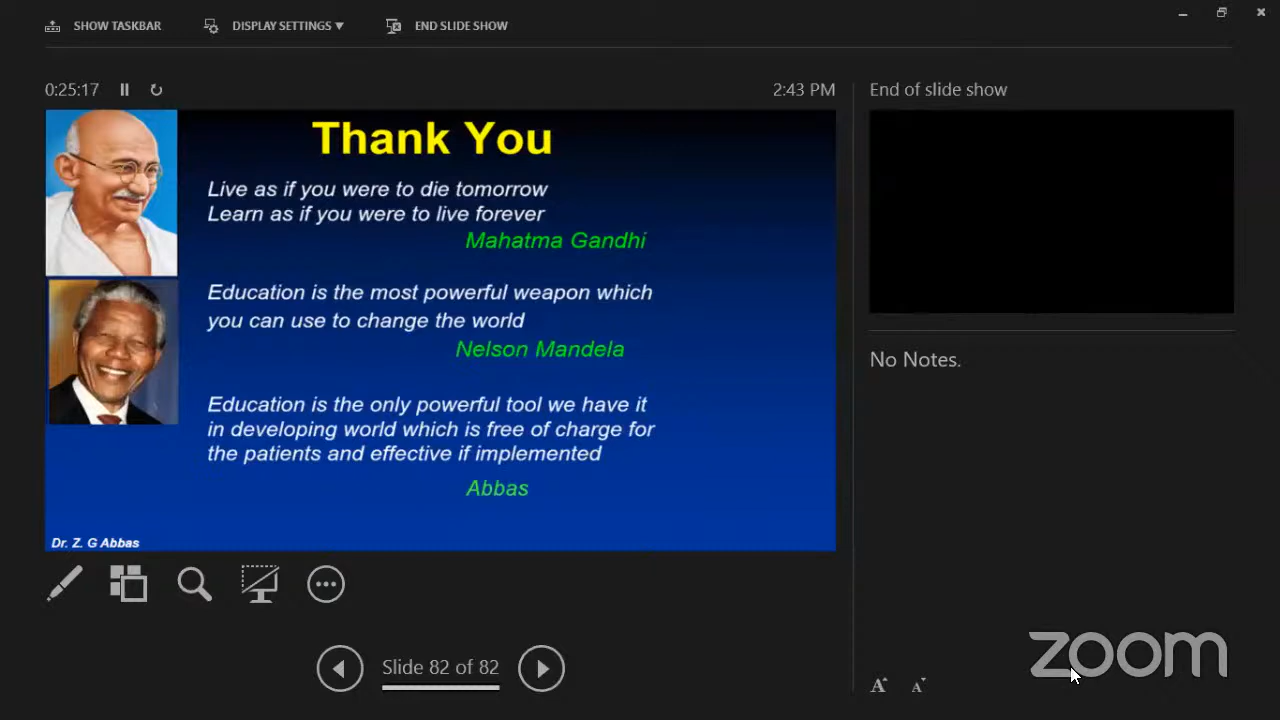 SHOW TASKBAR
DISPLAY SETTINGS
END SLIDE SHOW
0:25:17
2:43 PM
End of slide show
Thank You
Live as if you were to die tomorrow
Learn as if you were to live forever
Mahatma Gandhi
Education is the most powerful weapon which
you can use to change the world
Nelson Mandela
Education is the only powerful tool we have it
in developing world which is free of charge for
the patients and effective if implemented
Abbas
Dr. Z. G Abbas
No Notes.
Slide 82 of 82
A A
zoom